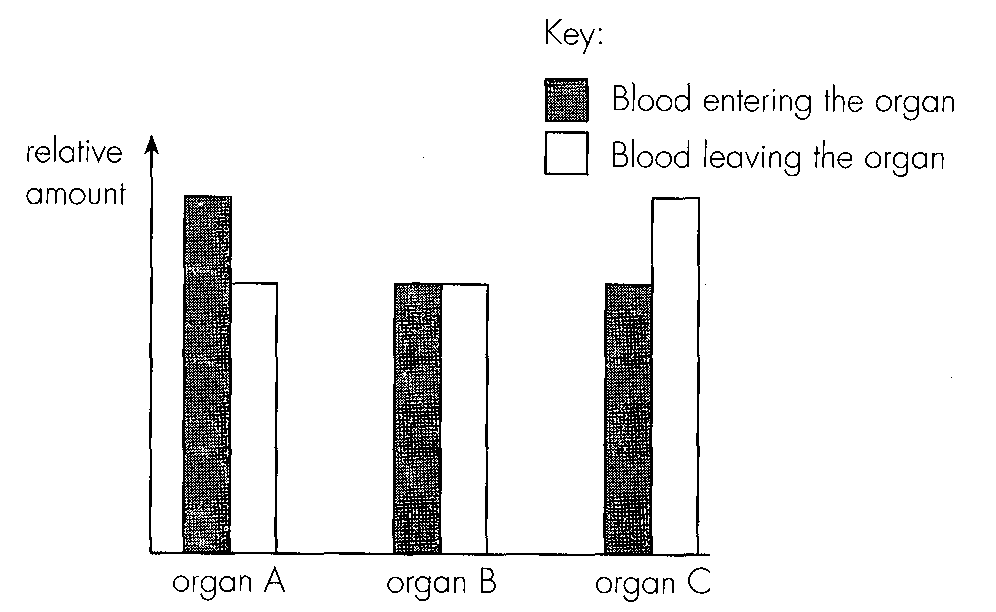 Key:
Blood entering the organ
Blood leaving the organ
relative
amount
organ A
organ B
organ C